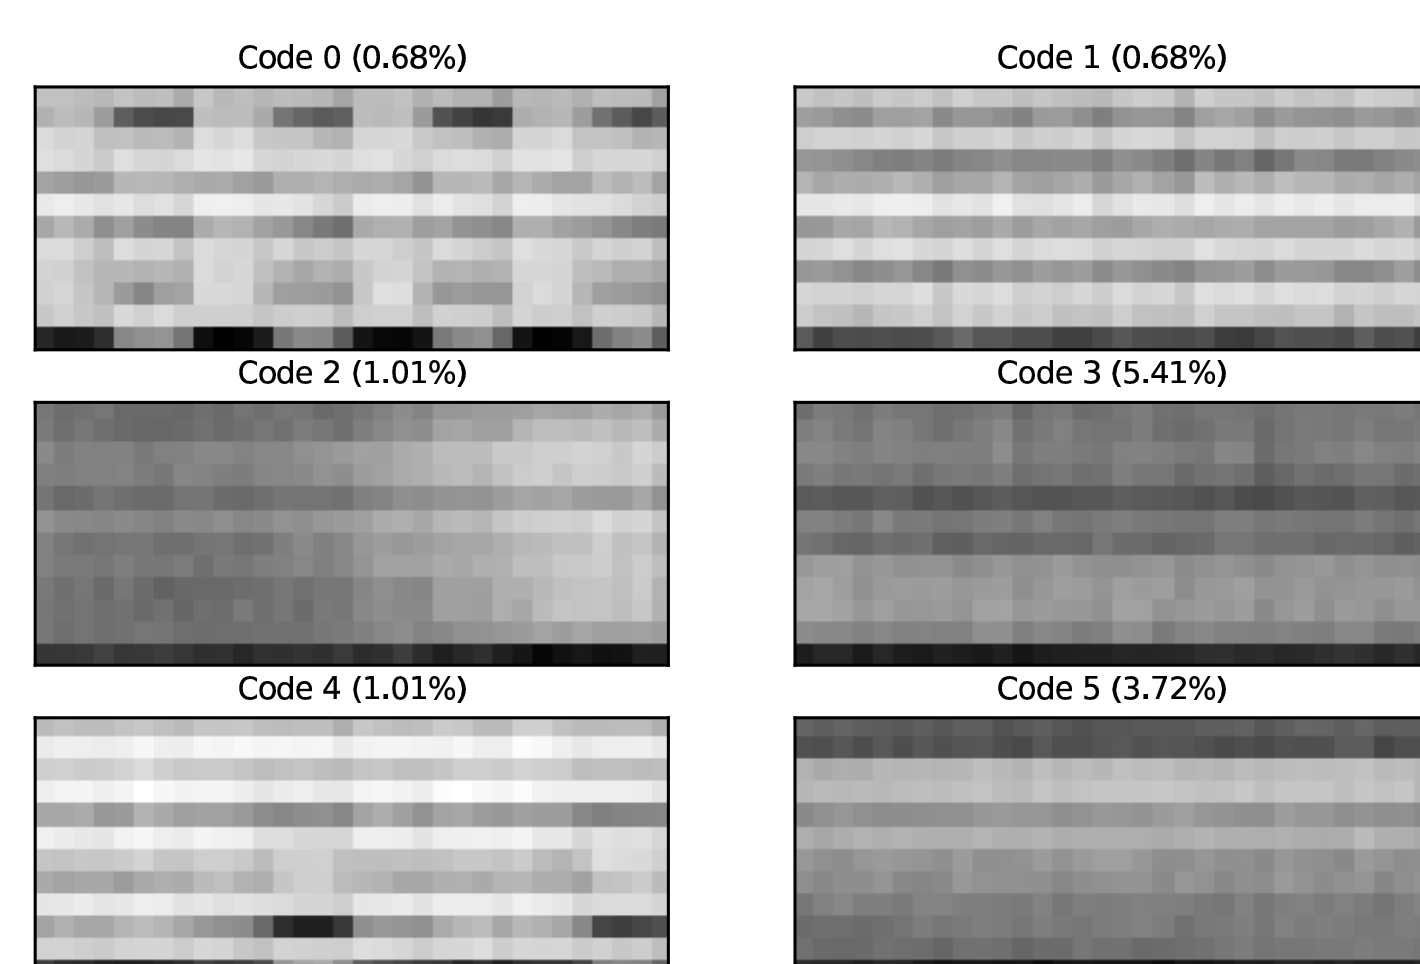 Code 0 (0.68%)
Code 1 (0.68%)
Code 2 (1.01%)
Code 3 (5.41%)
Code 4 (1.01%)
Code 5 (3.72%)